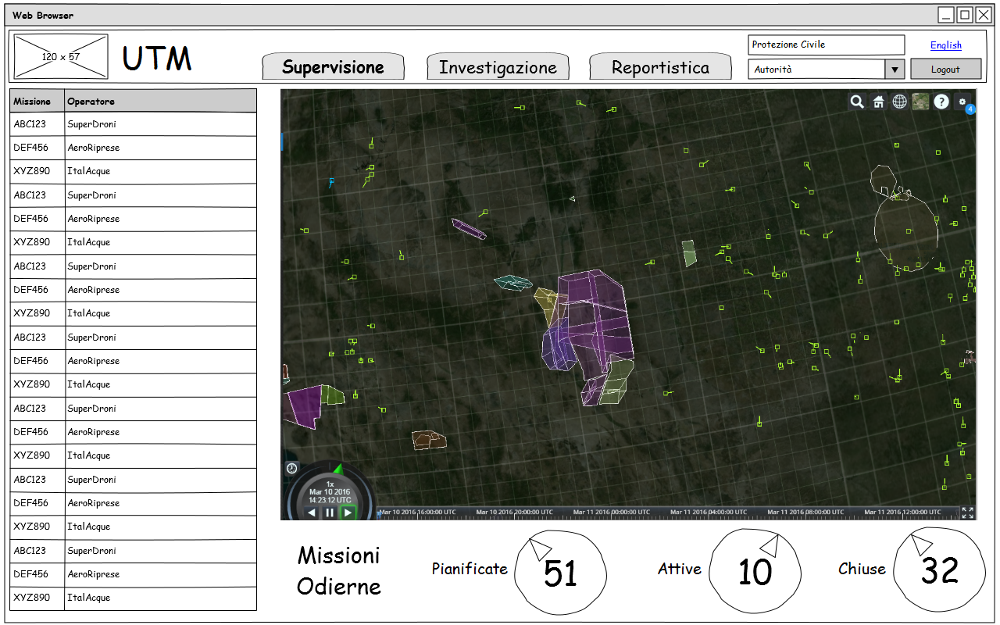 Web Browser
120 x 57
UTM
Supervisione
Investigazione
Reportistica
Protezione Civile
English
Autorità
Logout
Missione Operatore
ABC123 SuperDroni
DEF456 AeroRiprese
XYZ890 ItalAcque
ABC123 SuperDroni
DEF456 AeroRiprese
XYZ890 ItalAcque
ABC123 SuperDroni
DEF456 AeroRiprese
XYZ890 ItalAcque
ABC123 SuperDroni
DEF456 AeroRiprese
XYZ890 ItalAcque
ABC123 SuperDroni
DEF456 AeroRiprese
XYZ890 ItalAcque
ABC123 SuperDroni
DEF456 AeroRiprese
XYZ890 ItalAcque
ABC123 SuperDroni
DEF456 AeroRiprese
XYZ890 ItalAcque
?
4
1x
Mar 10 2016
14:23:12 UTC
Mar 10 2016 16:00:00 UTC
Mar 10 2016 20:00:00 UTC
Mar 11 2016 00:00:00 UTC
Mar 11 2016 04:00:00 UTC
Mar 11 2016 08:00:00 UTC
Mar 11 2016 12:00:00 UTC
Missioni
Odierne
Pianificate
51
Attive
10
Chiuse
32